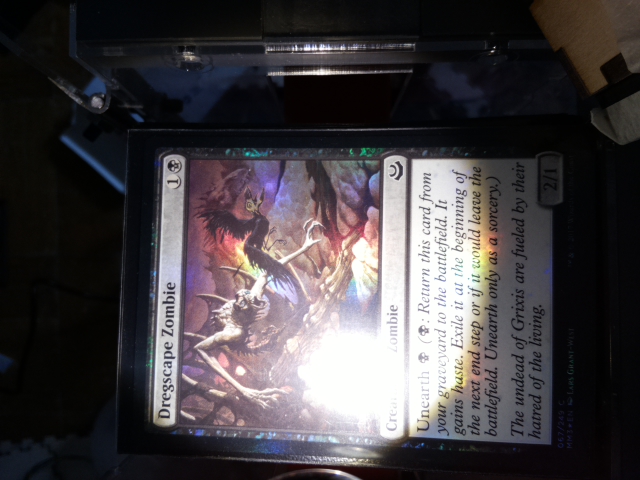 Dregscape Zombie 1
Crea ombie
Unearth (: Return this card from
your graveyard to the battlefield. It
gains haste. Exile it at the beginning of
the next end step or if it would leave the
battlefield. Unearth only as a sorcery.)
The undead of Grixis are fueled by their
hatred of the living.
2/1